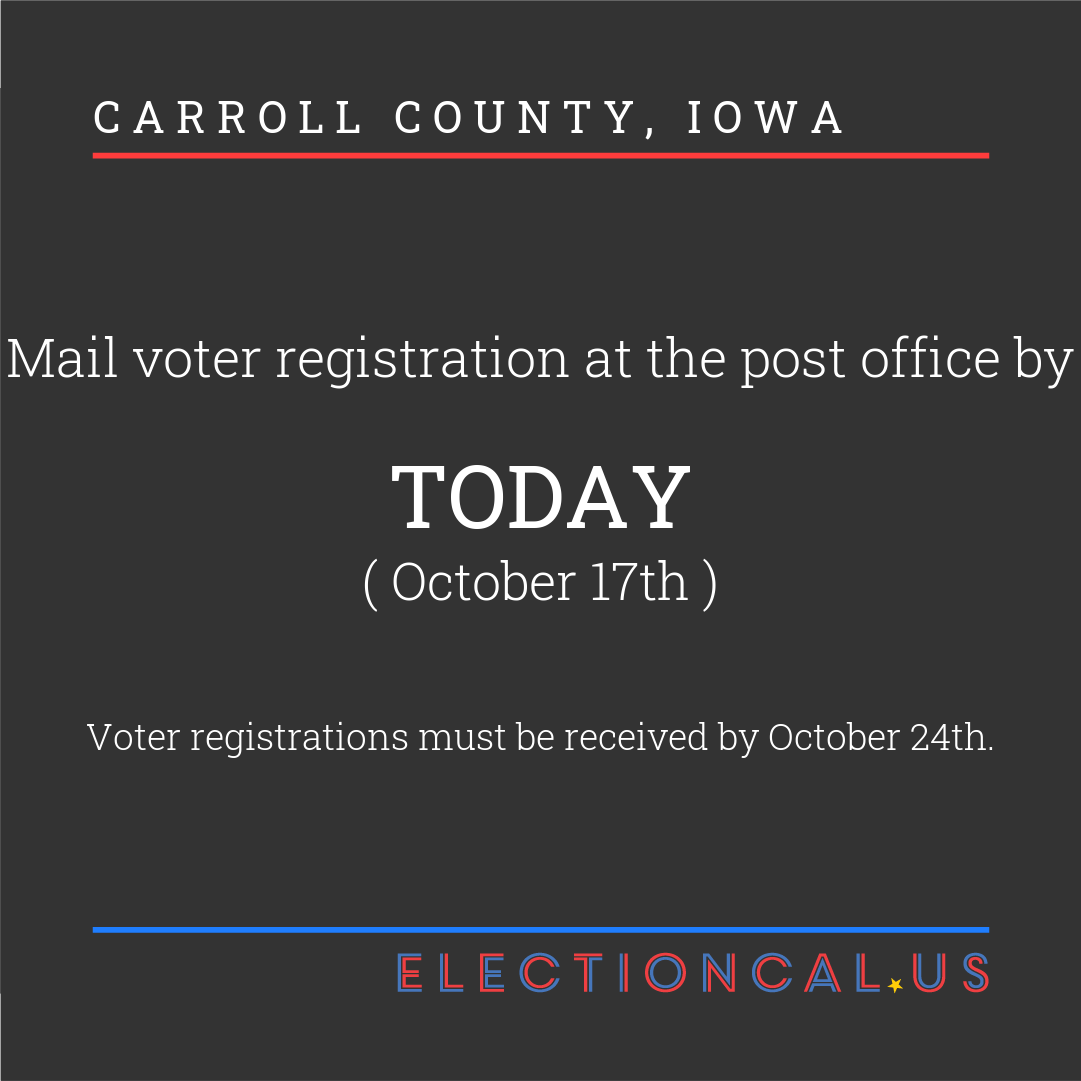 CARROLL COUNTY, IOWA
Mail voter registration at the post office by
TODAY
( October 17th )
Voter registrations must be received by October 24th.
ELECTIONCAL.US